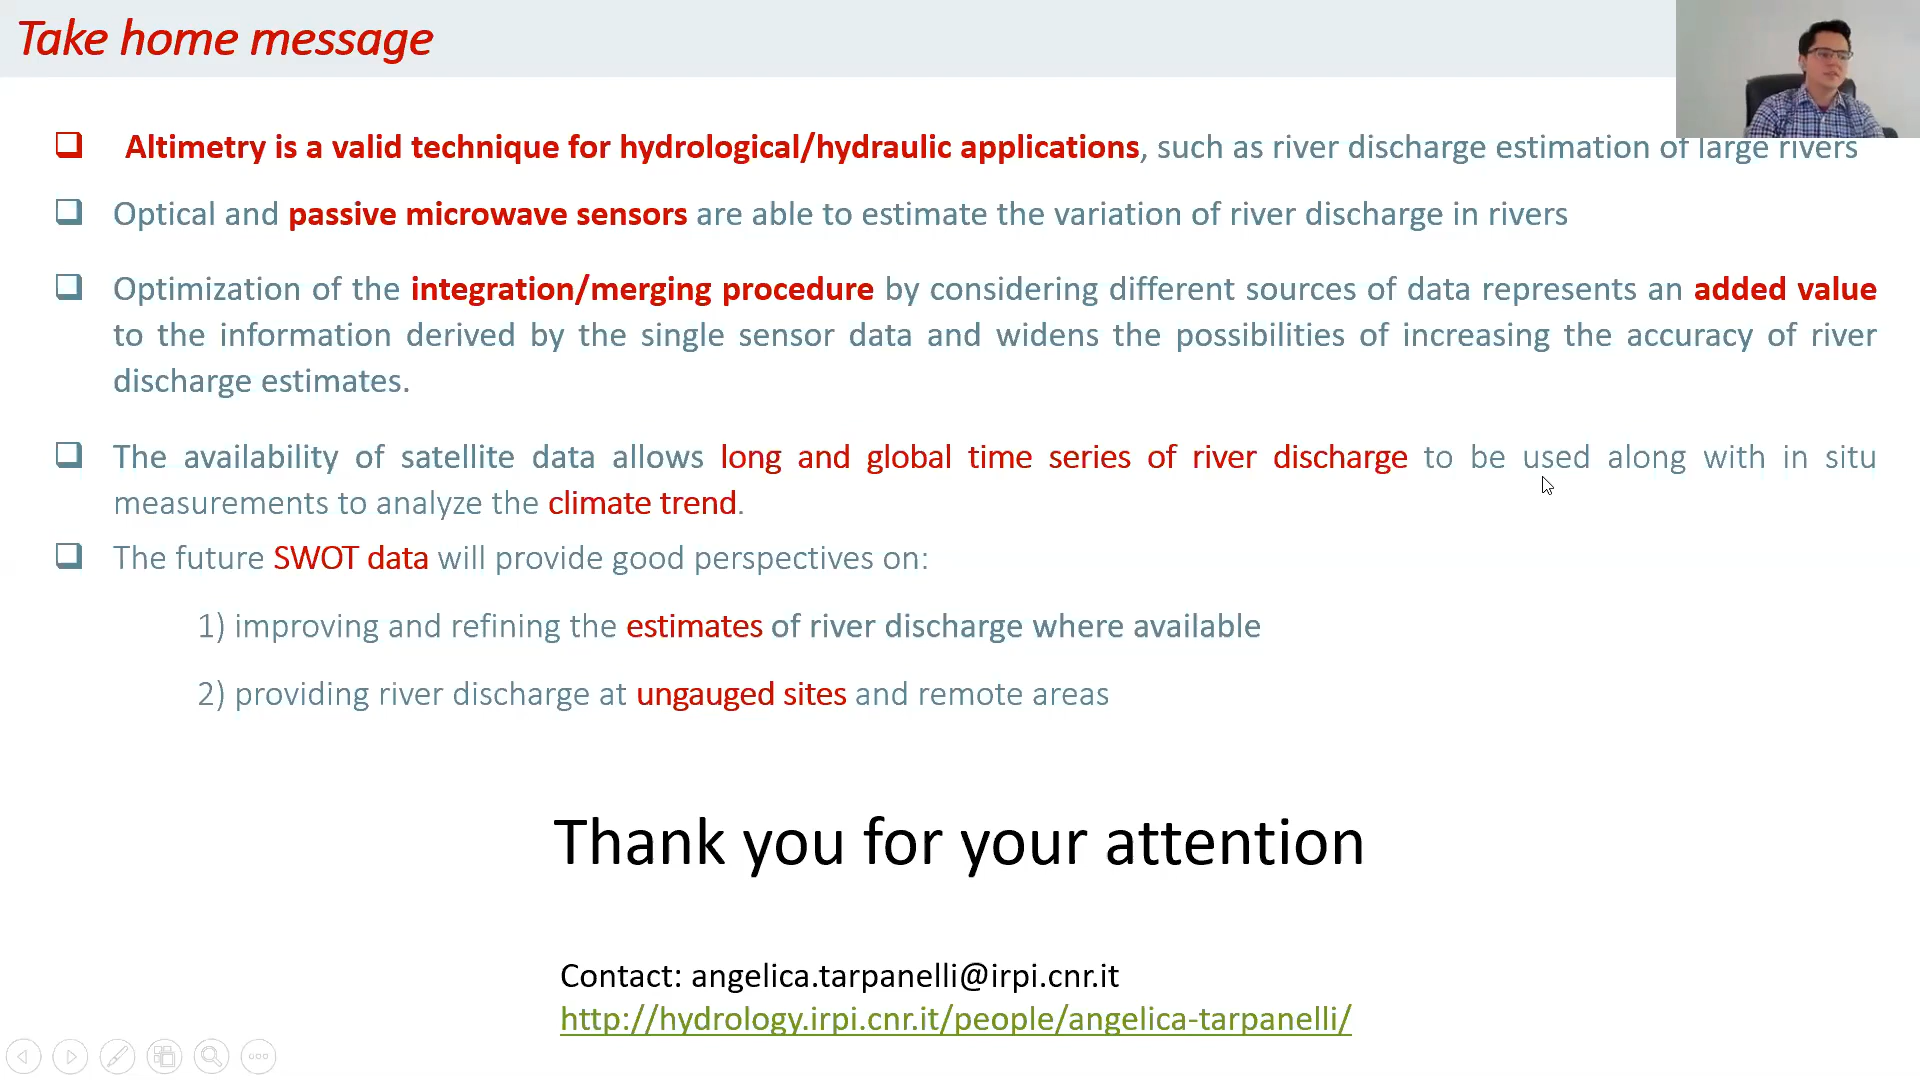 Take home message
Altimetry is a valid technique for hydrological/hydraulic applications, such as river discharge estimation of large rivers
Optical and passive microwave sensors are able to estimate the variation of river discharge in rivers
Optimization of the integration/merging procedure by considering different sources of data represents an added value
to the information derived by the single sensor data and widens the possibilities of increasing the accuracy of river
discharge estimates.
The availability of satellite data allows long and global time series of river discharge to be used along with in situ
measurements to analyze the climate trend.
The future SWOT data will provide good perspectives on:
1) improving and refining the estimates of river discharge where available
2) providing river discharge at ungauged sites and remote areas
Thank you for your attention
Contact: angelica.tarpanelli@irpi.cnr.it
http://hydrology.irpi.cnr.it/people/angelica-tarpanelli/